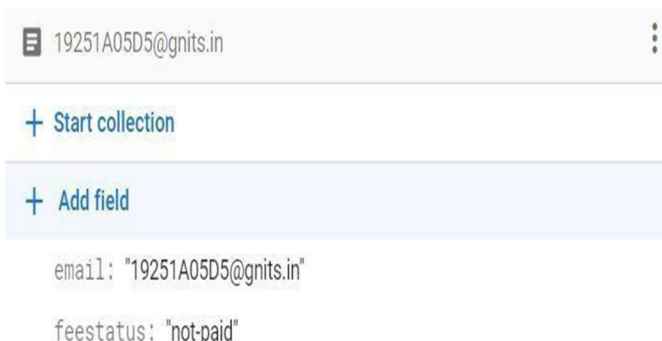 19251A05D5@gnits.in
+ Start collection
+ Add field
email: "19251A05D5@gnits.in"
feestatus: "not-paid"